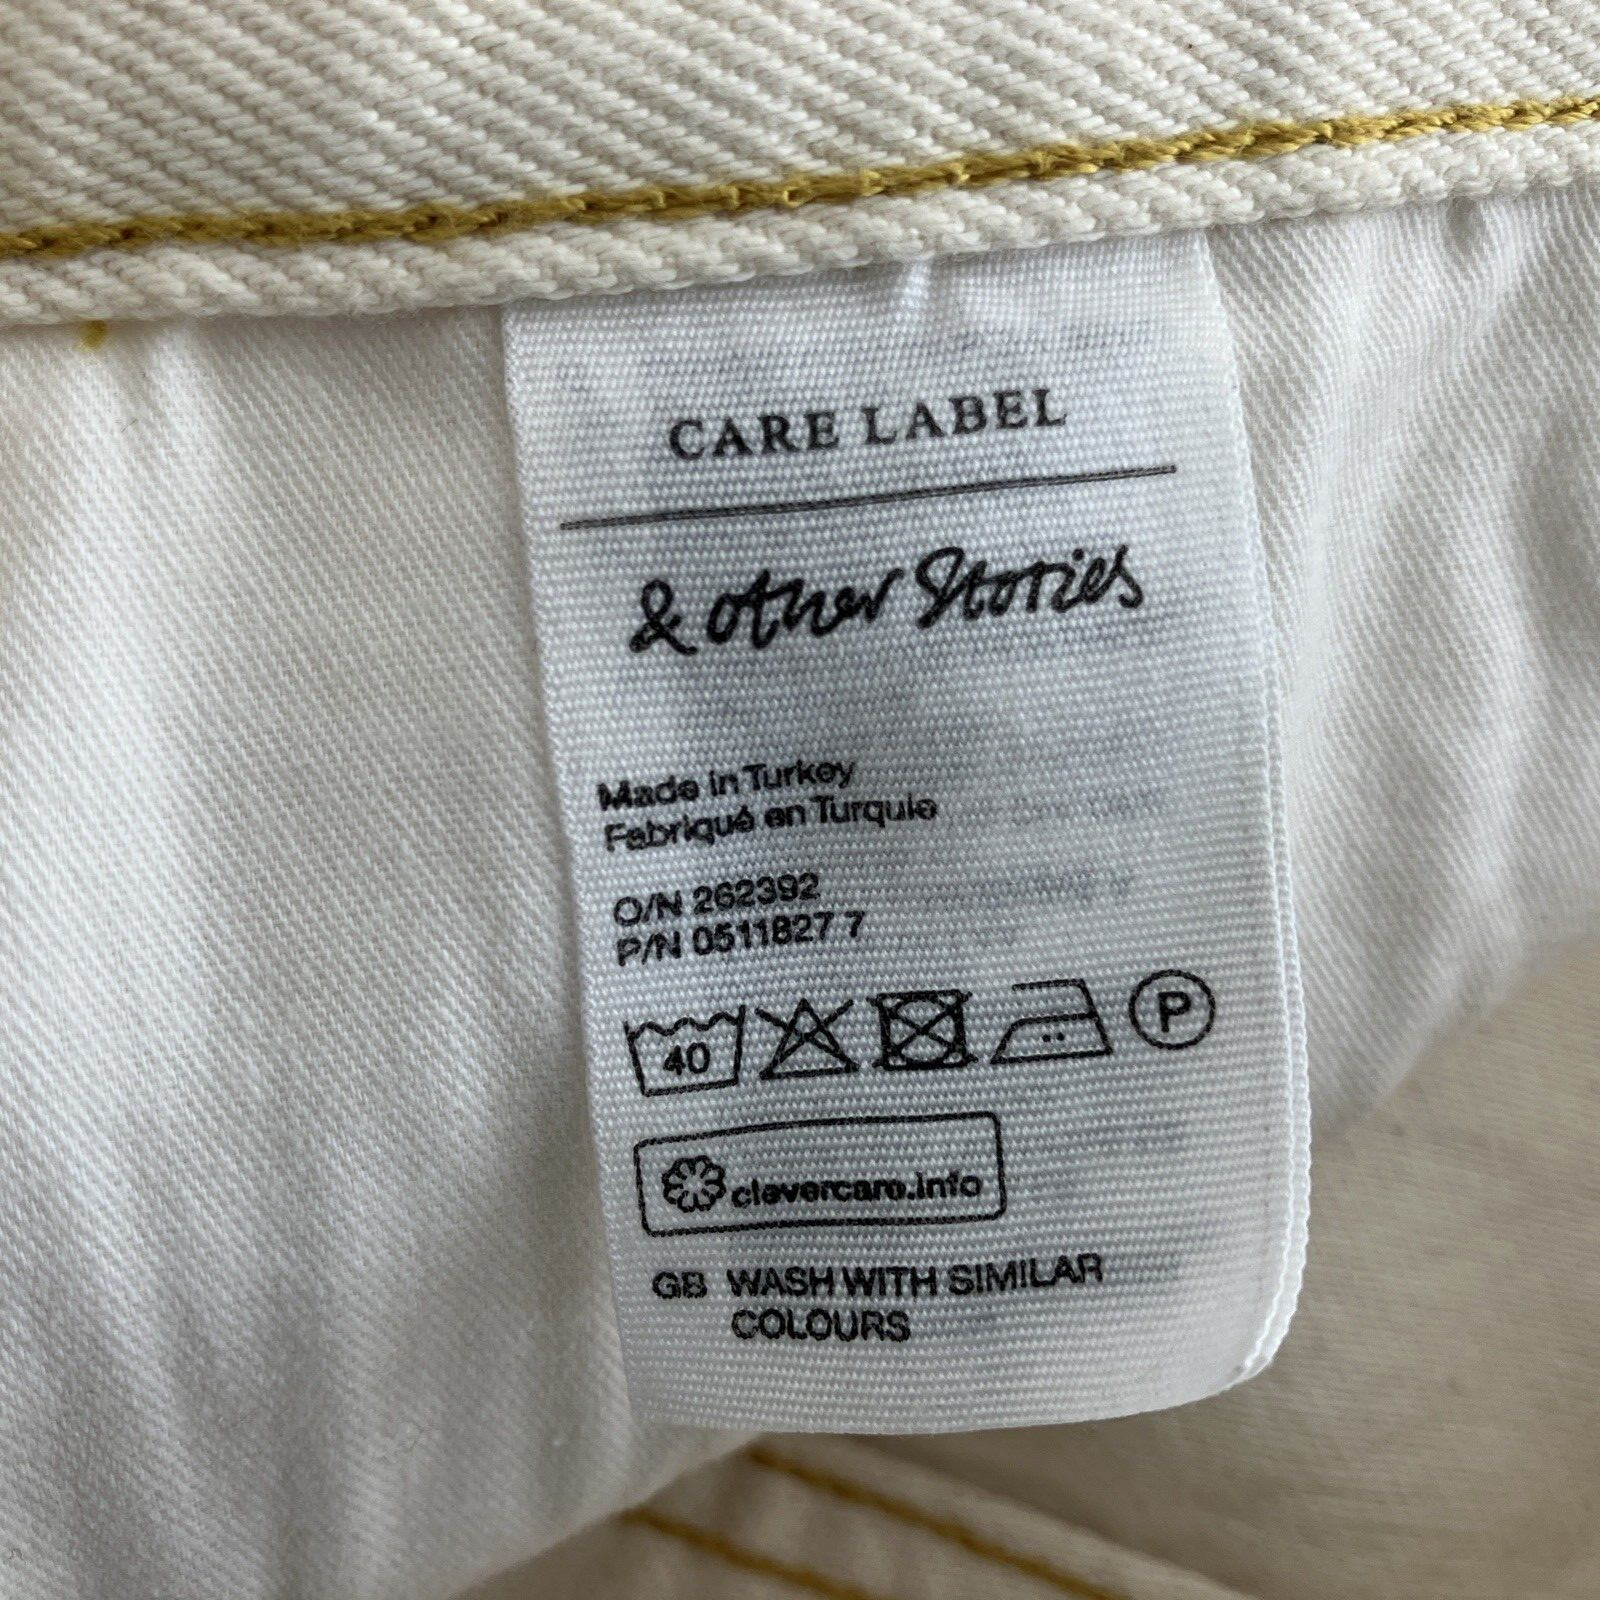 CARE LABEL
& other Stories
Made in Turkey
Fabriqué en Turquie
O/N 262392
P/N 0511827 7
40
P
clevercare.info
GB WASH WITH SIMILAR
COLOURS